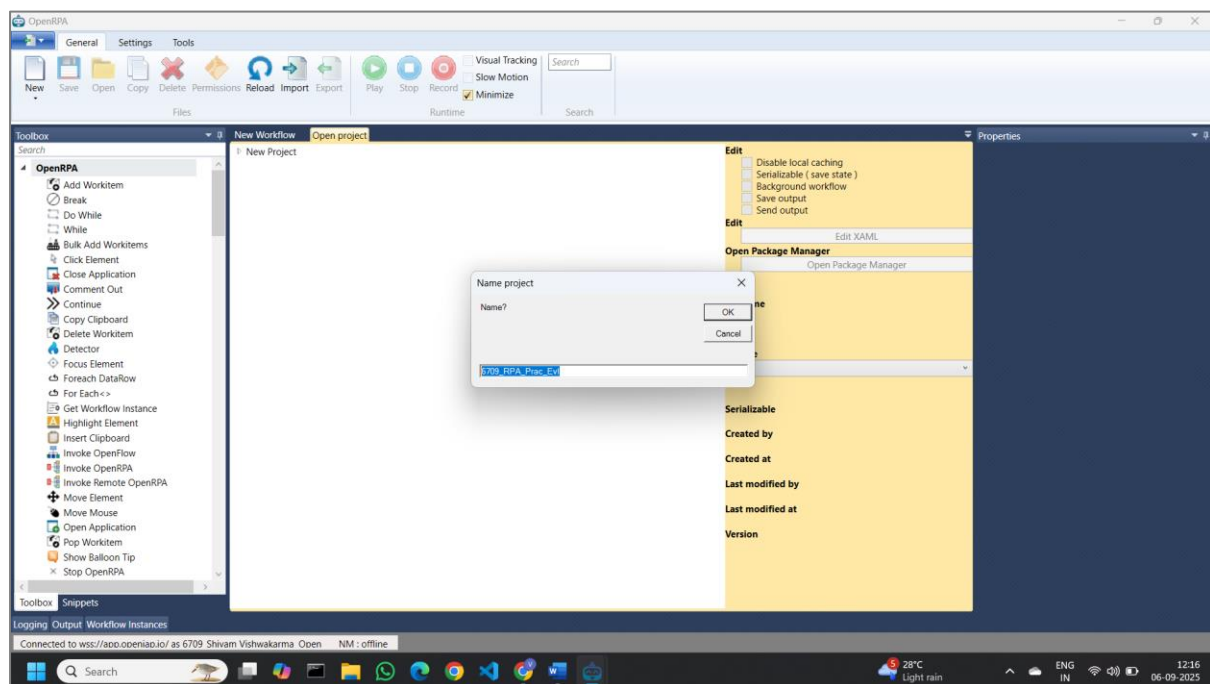 OpenRPA
General Settings Tools
New Save Open Copy Delete Permissions Reload Import Export Play Stop Record
Visual Tracking
Slow Motion
Minimize
Search
Files Runtime Search
Toolbox
Search
OpenRPA
Add Workitem
Break
Do While
While
Bulk Add Workitems
Click Element
Close Application
Comment Out
Continue
Copy Clipboard
Delete Workitem
Detector
Focus Element
Foreach DataRow
For Each<>
Get Workflow Instance
Highlight Element
Insert Clipboard
Invoke OpenFlow
Invoke OpenRPA
Invoke Remote OpenRPA
Move Element
Move Mouse
Open Application
Pop Workitem
Show Balloon Tip
Stop OpenRPA
Toolbox Snippets
New Workflow Open project
New Project
Edit
Disable local caching
Serializable ( save state )
Background workflow
Save output
Send output
Edit
Edit XAML
Open Package Manager
Open Package Manager
Name project
Name?
OK
Cancel
6709_RPA_Prac_Evl
Serializable
Created by
Created at
Last modified by
Last modified at
Version
Properties
Logging Output Workflow Instances
Connected to wss://app.openiap.io/ as 6709_Shivam Vishwakarma_Open NM : offline
Search
5
28°C
Light rain
ENG
IN
12:16
06-09-2025